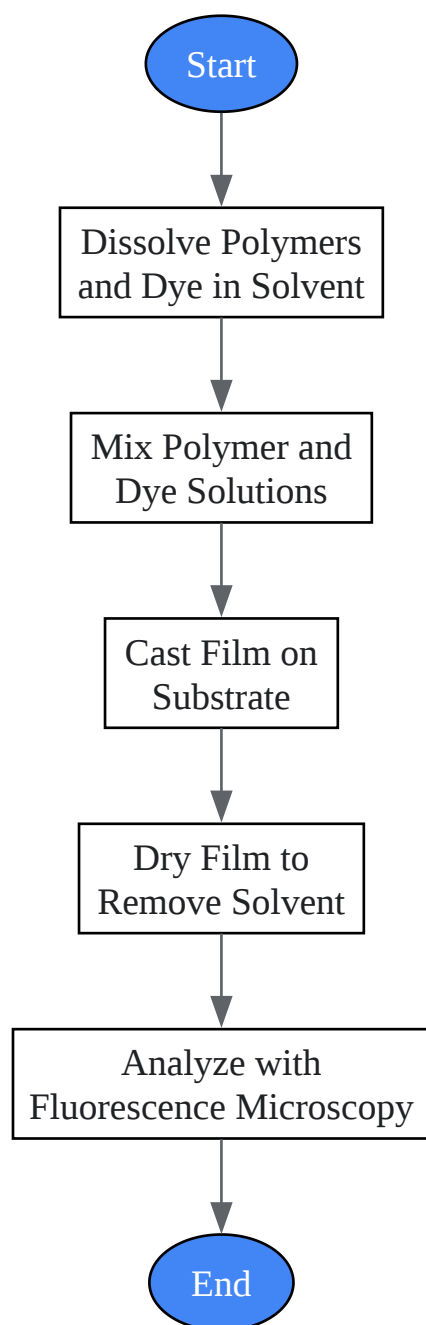 Start
Dissolve Polymers
and Dye in Solvent
Mix Polymer and
Dye Solutions
Cast Film on
Substrate
Dry Film to
Remove Solvent
Analyze with
Fluorescence Microscopy
End